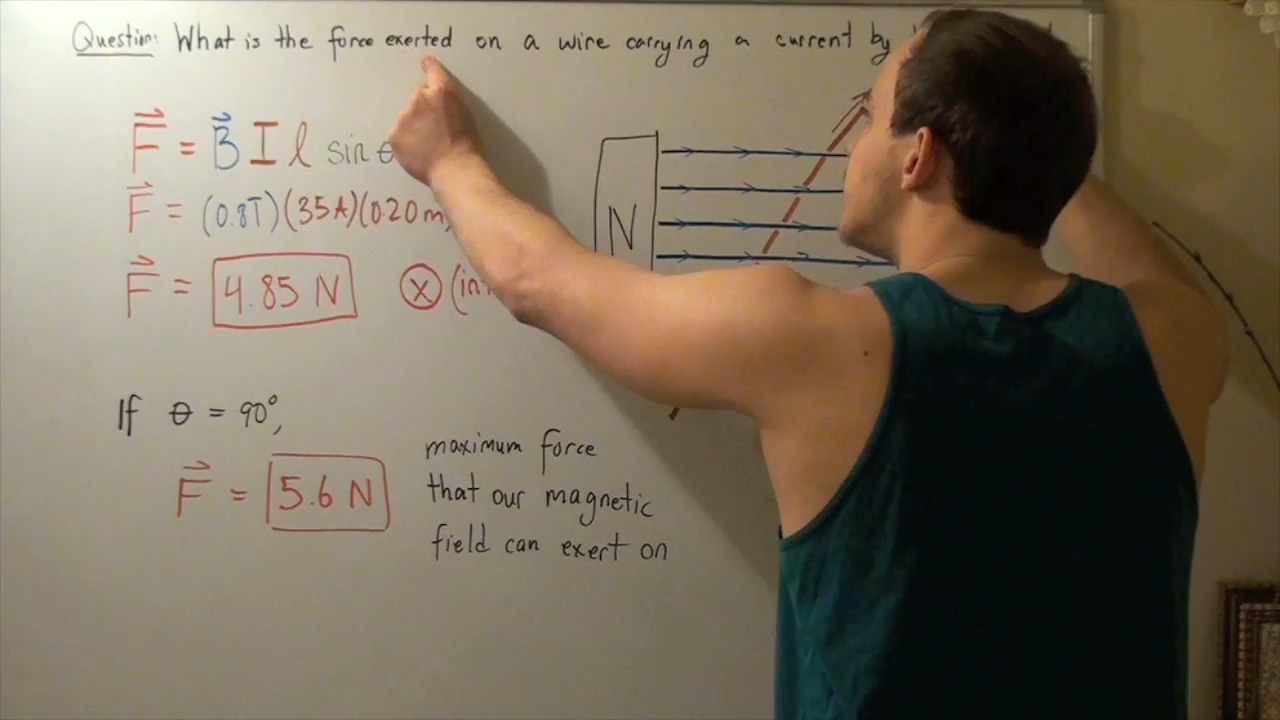 Question: What is the force exerted on a wire carrying a current by
F = B I l sin θ
F = (0.8T)(35A)(0.20m
F = 4.85 N ⊗ (in
N
If θ = 90°,
F = 5.6 N
maximum force
that our magnetic
field can exert on